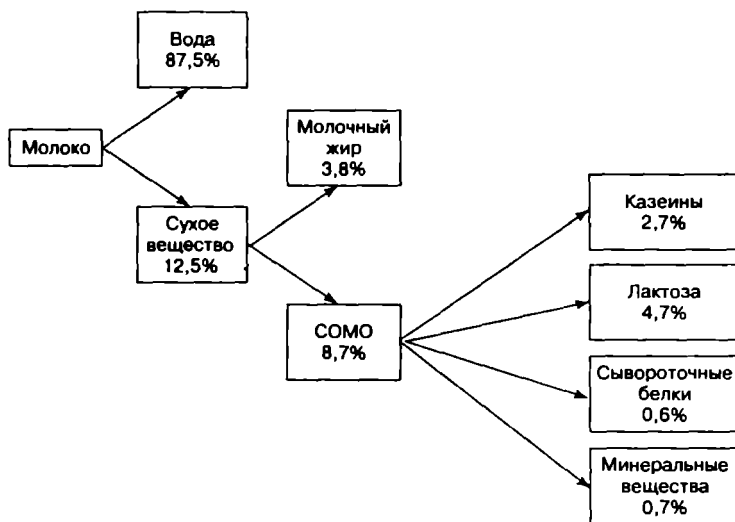 Вода
87,5%
Молоко
Молочный
жир
3,8%
Сухое
вещество
12,5%
СОМО
8,7%
Казеины
2,7%
Лактоза
4,7%
Сывороточные
белки
0,6%
Минеральные
вещества
0,7%